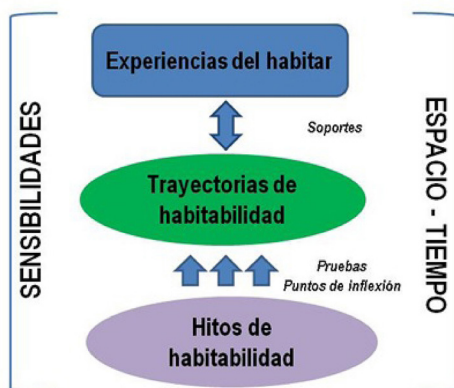 Experiencias del habitar
SENSIBILIDADES
ESPACIO - TIEMPO
Soportes
Trayectorias de
habitabilidad
Pruebas
Puntos de inflexión
Hitos de
habitabilidad